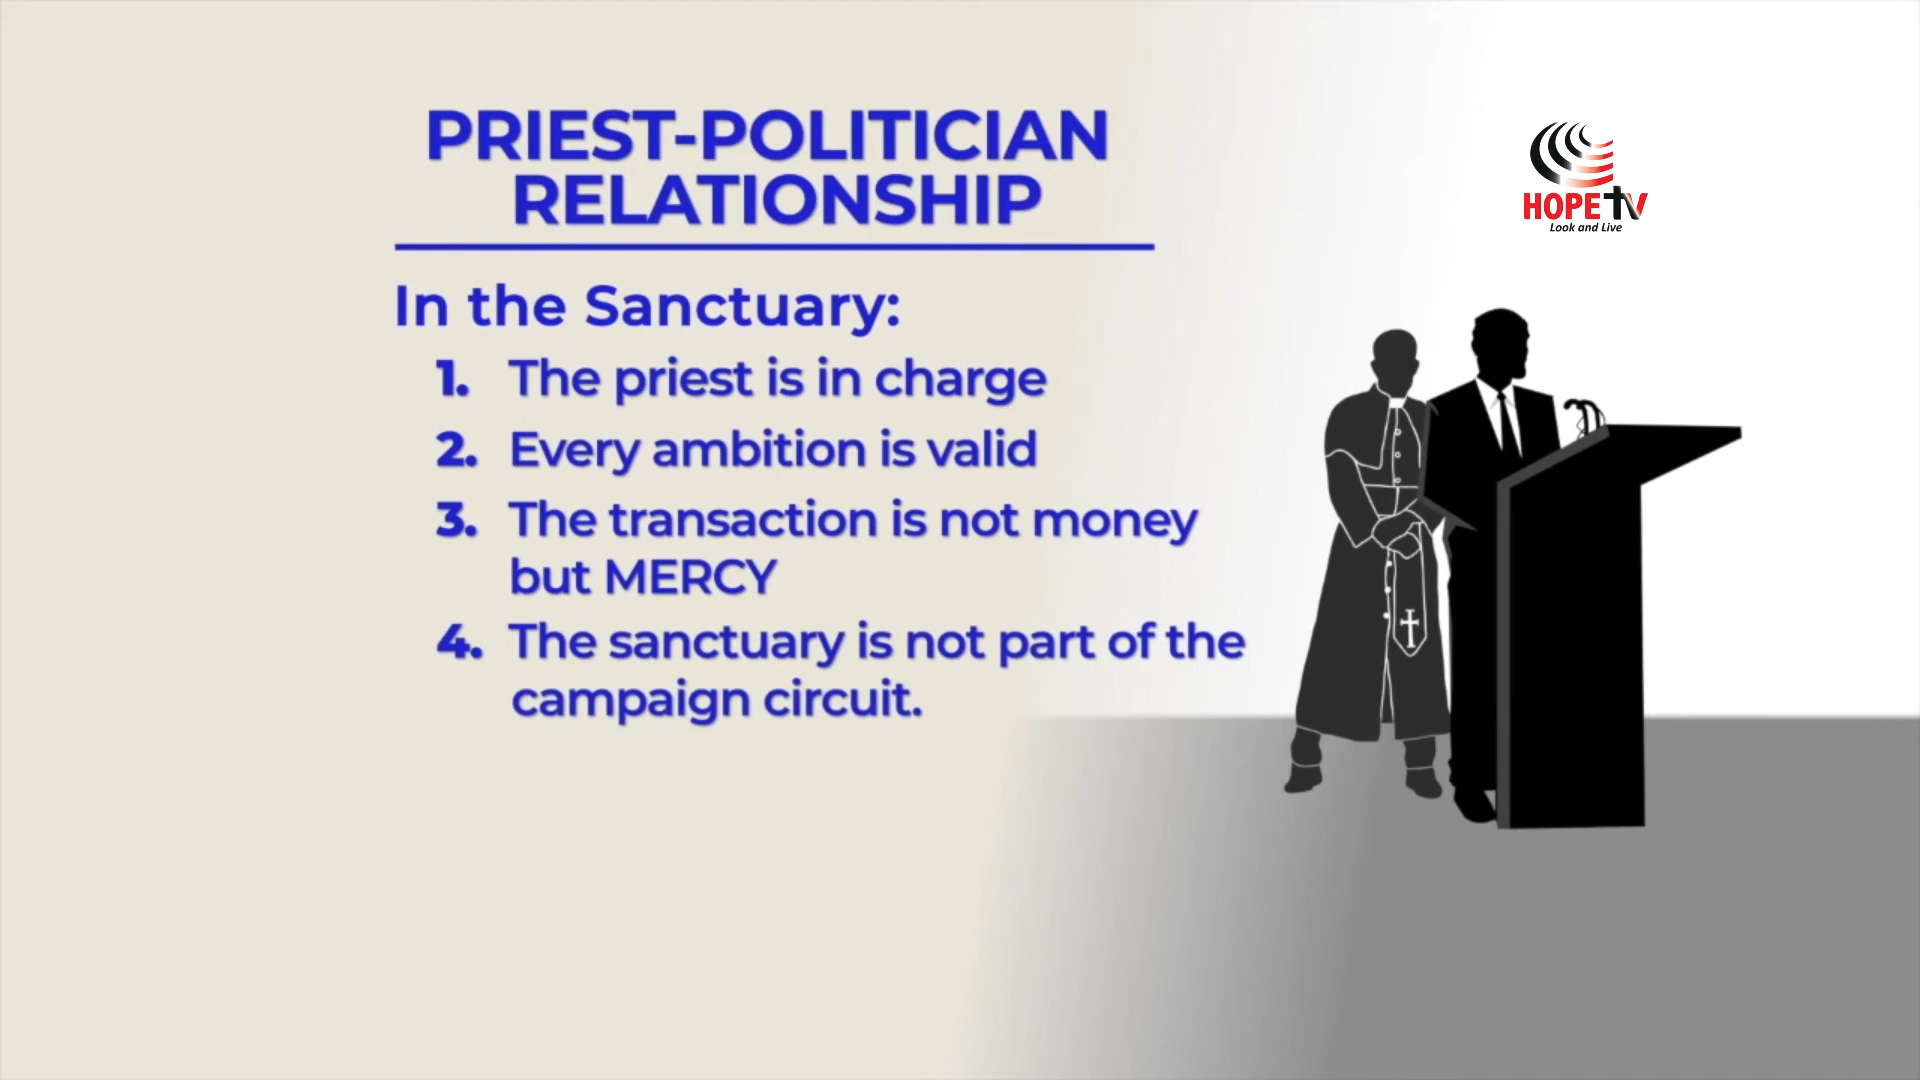 PRIEST-POLITICIAN
RELATIONSHIP
HOPE TV
Look and Live
In the Sanctuary:
1. The priest is in charge
2. Every ambition is valid
3. The transaction is not money
but MERCY
4. The sanctuary is not part of the
campaign circuit.